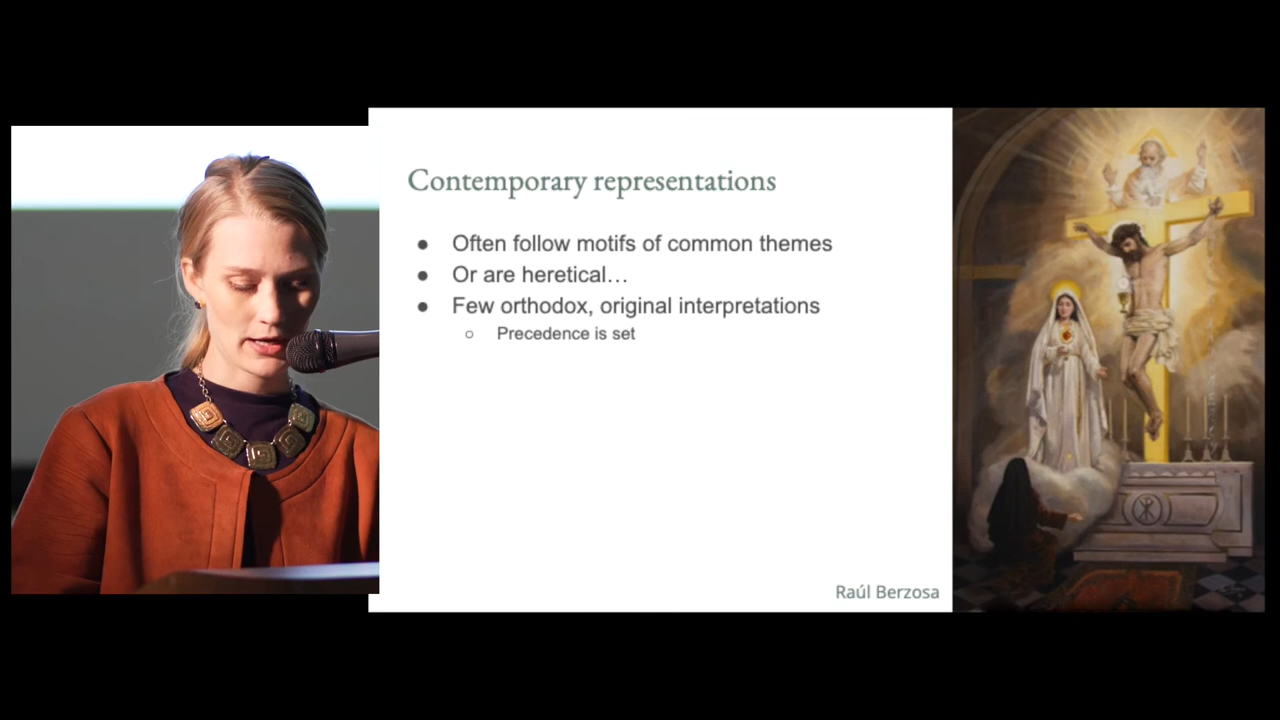 Contemporary representations
● Often follow motifs of common themes
● Or are heretical…
● Few orthodox, original interpretations
○ Precedence is set
Raúl Berzosa